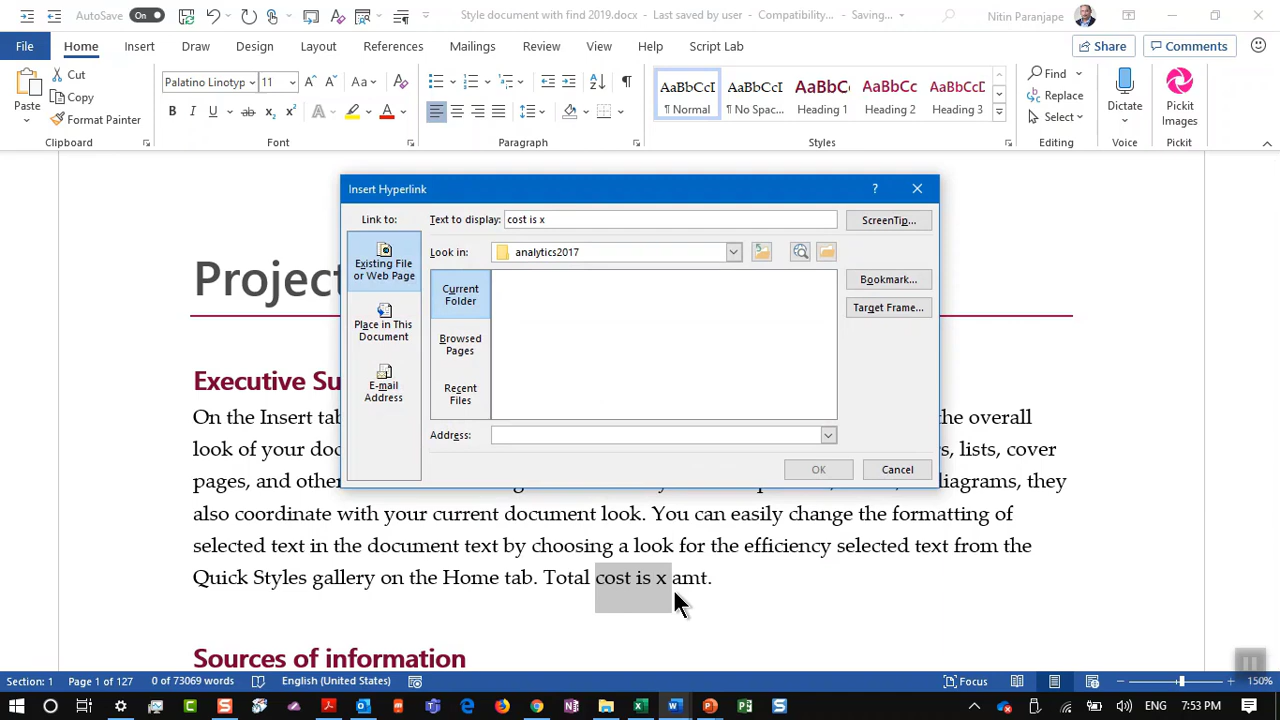 AutoSave On Style document with find 2019.docx - Last saved by user - Compatibility... - Saving... Nitin Paranjape
File Home Insert Draw Design Layout References Mailings Review View Help Script Lab Share Comments
Paste
Cut
Copy
Format Painter
Clipboard
Palatino Linotyp 11
Font
Paragraph
AaBbCcI AaBbCcI AaBbC AaBbCc AaBbCcD
¶ Normal ¶ No Spac... Heading 1 Heading 2 Heading 3
Styles
Find
Replace
Select
Editing
Dictate
Voice
Pickit Images
Pickit
Insert Hyperlink ?
Link to:
Text to display: cost is x
ScreenTip...
Existing File
or Web Page
Look in: analytics2017
Current
Folder
Bookmark...
Target Frame...
Place in This
Document
Browsed
Pages
E-mail
Address
Recent
Files
Address:
OK Cancel
Project
Executive Su
On the Insert tab the overall
look of your doc s, lists, cover
pages, and other diagrams, they
also coordinate with your current document look. You can easily change the formatting of
selected text in the document text by choosing a look for the efficiency selected text from the
Quick Styles gallery on the Home tab. Total cost is x amt.
Sources of information
Section: 1 Page 1 of 127 0 of 73069 words English (United States) Focus 150%
ENG 7:53 PM